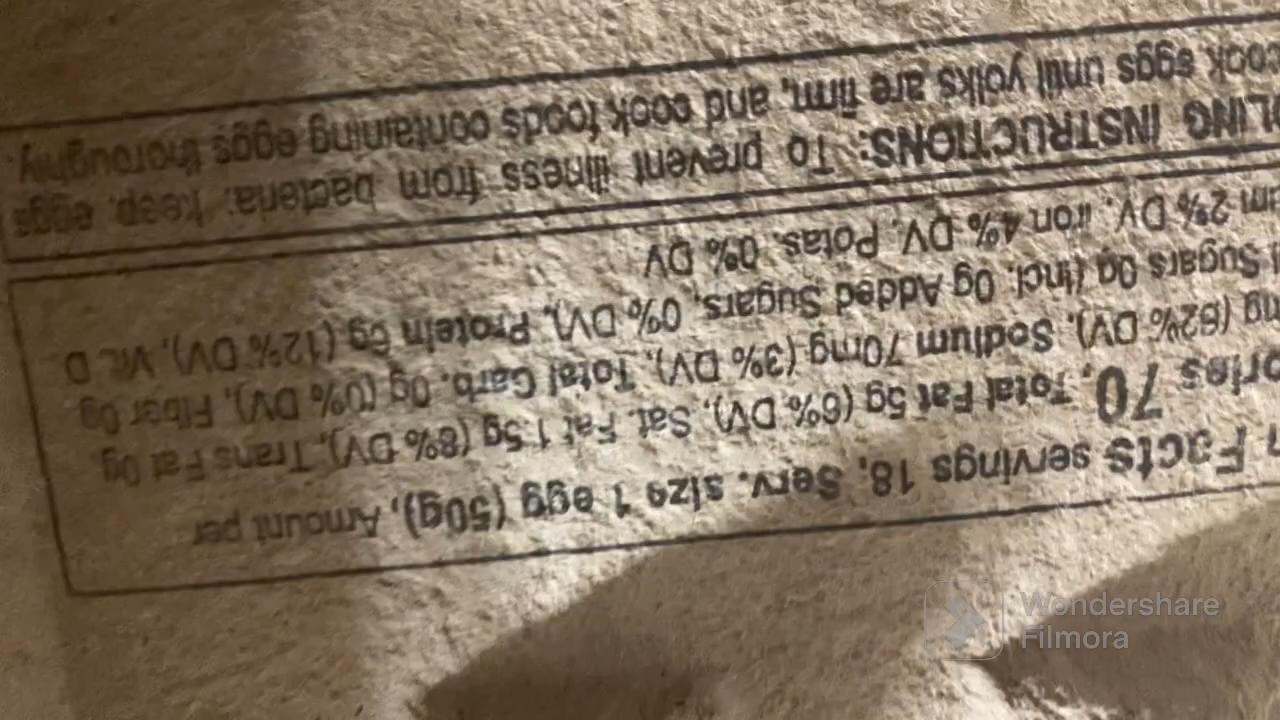 Facts servings 18, Serv. size 1 egg (50g), Amount per
ories 70, Total Fat 5g (6% DV), Sat. Fat 1.5g (8% DV), Trans Fat 0g
mg (62% DV), Sodium 70mg (3% DV), Total Carb. 0g (0% DV), Fiber 0g
l Sugars 0g (Incl. 0g Added Sugars, 0% DV), Protein 6g (12% DV), Vit. D
um 2% DV, Iron 4% DV, Potas. 0% DV
LING INSTRUCTIONS: To prevent illness from bacteria: keep eggs
cook eggs until yolks are firm, and cook foods containing eggs thoroughly.
Wondershare
Filmora